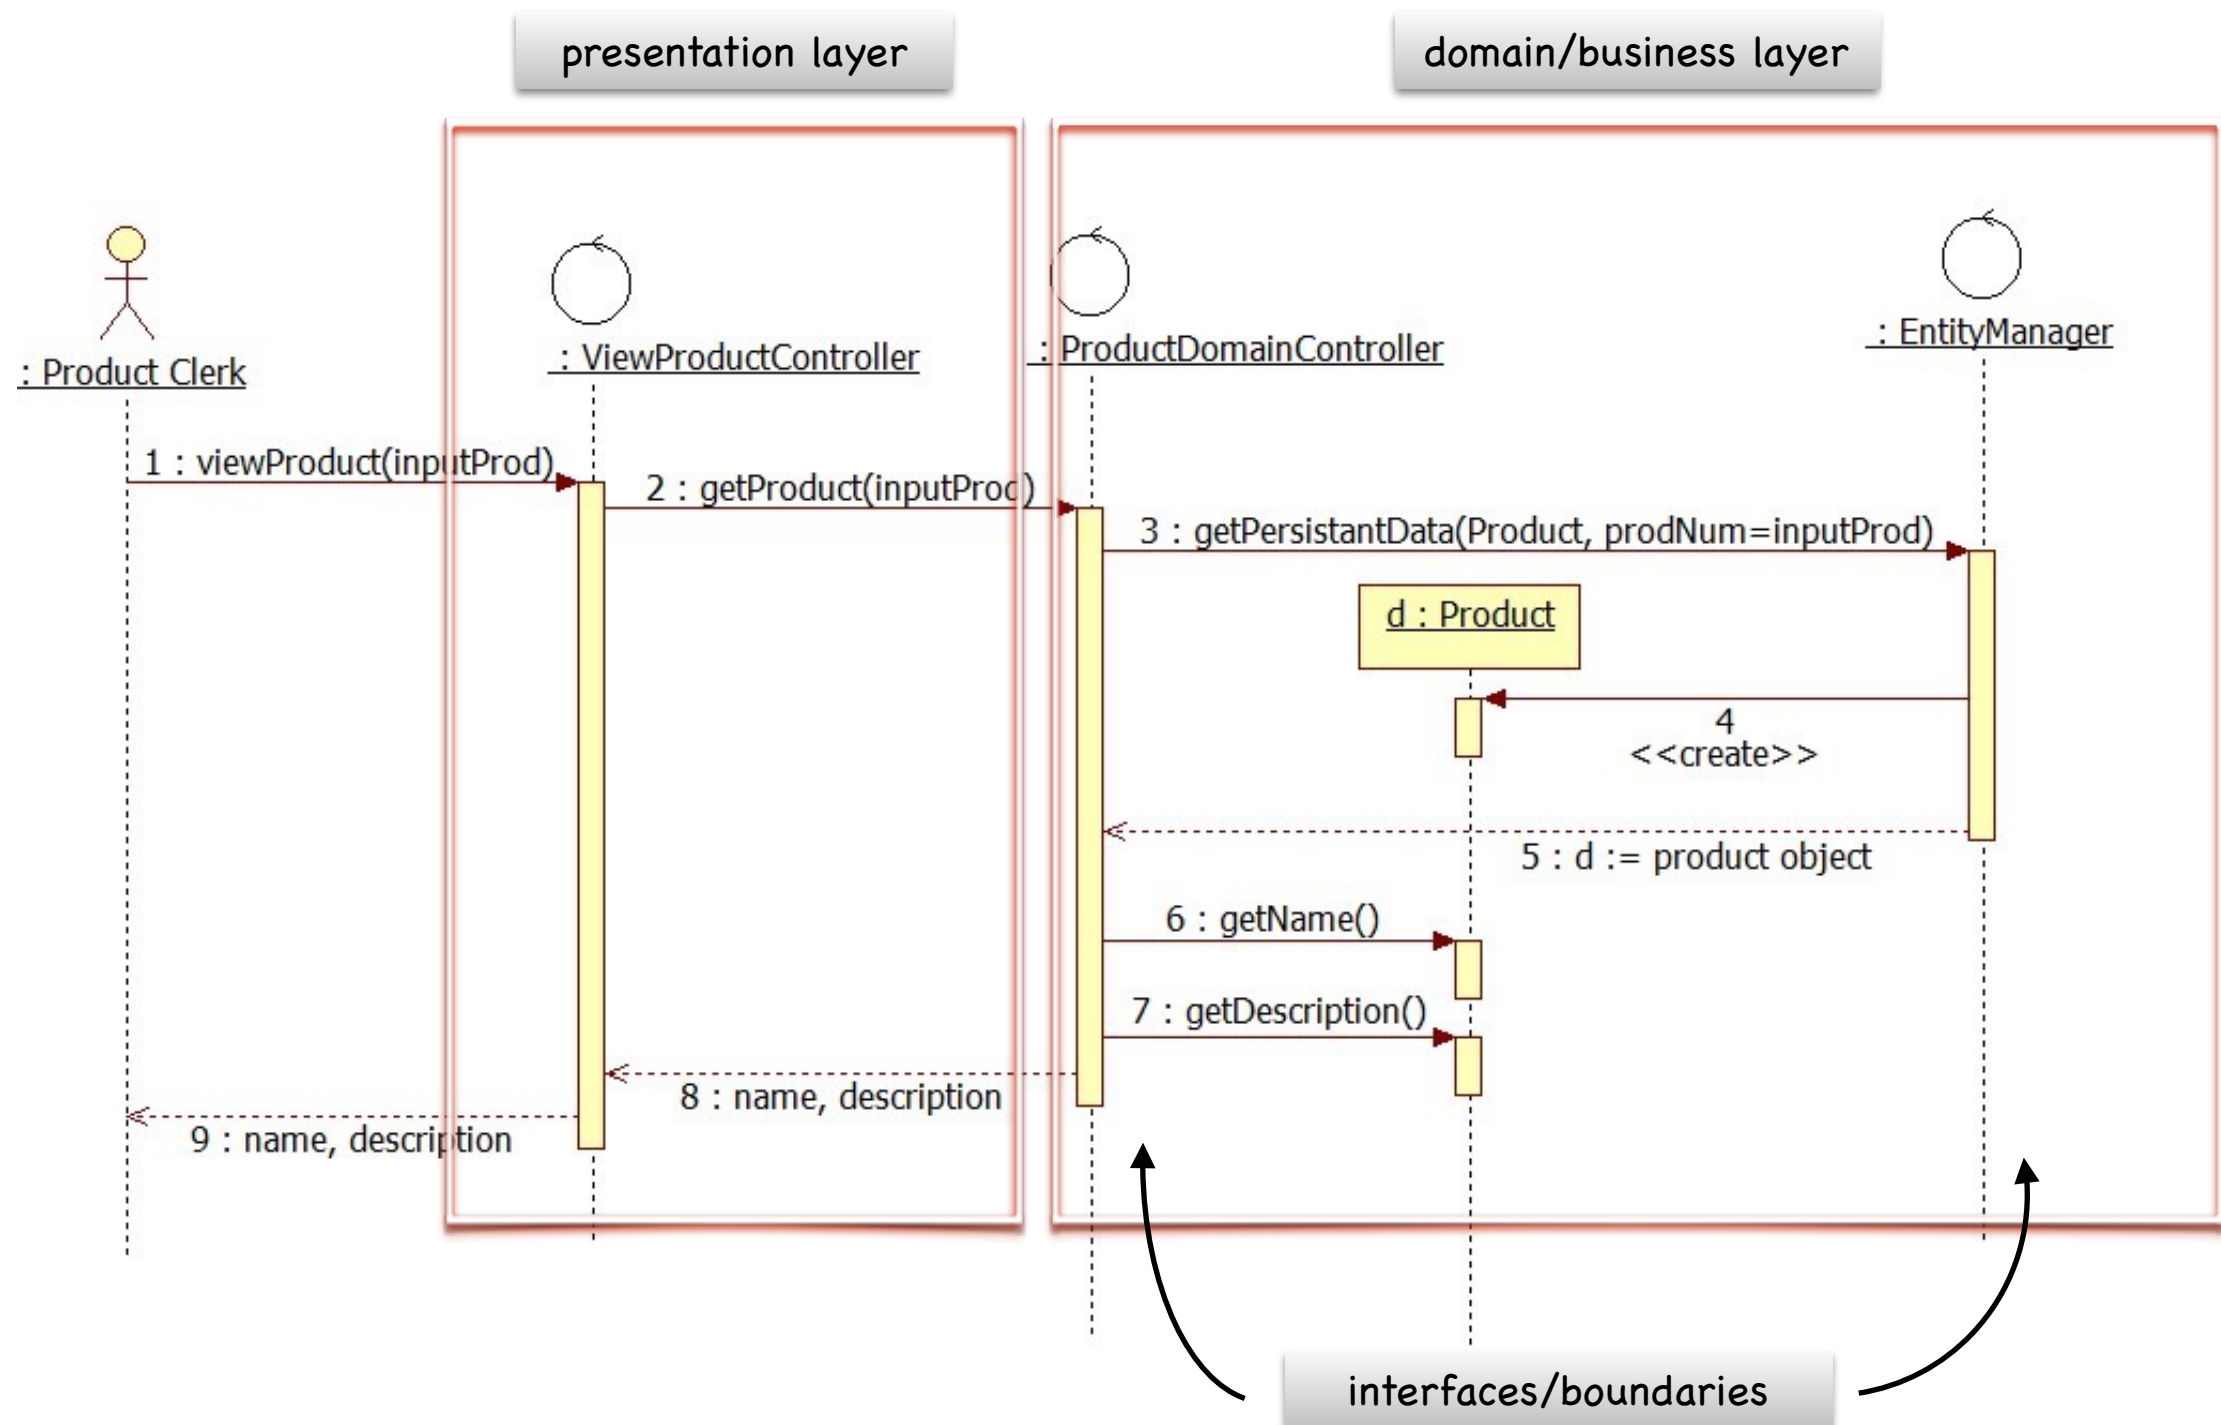 presentation layer
domain/business layer
: Product Clerk
: ViewProductController
: ProductDomainController
: EntityManager
1 : viewProduct(inputProd)
2 : getProduct(inputProd)
3 : getPersistantData(Product, prodNum=inputProd)
d : Product
4
<<create>>
5 : d := product object
6 : getName()
7 : getDescription()
8 : name, description
9 : name, description
interfaces/boundaries